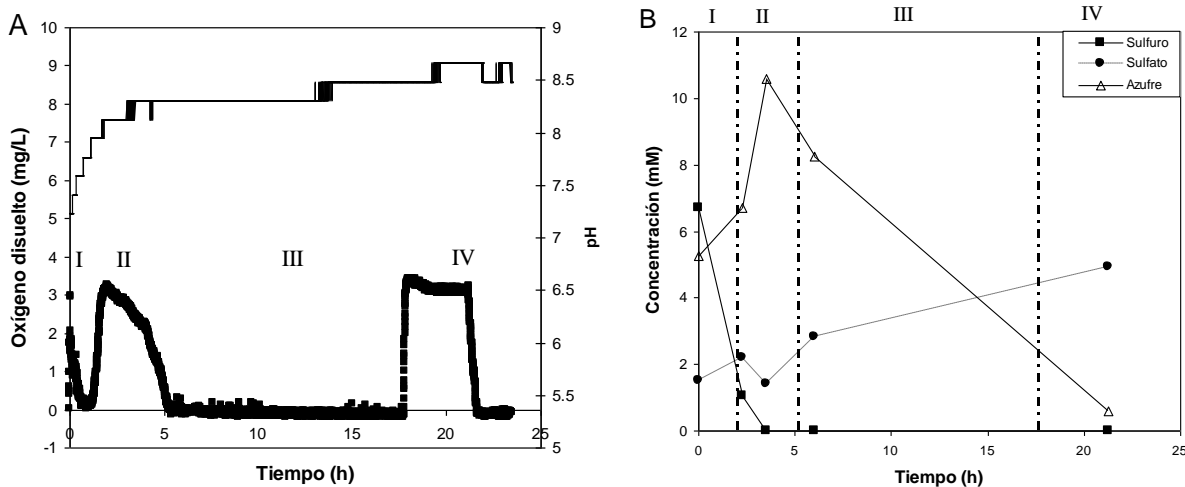 A
Oxígeno disuelto (mg/L)
10
9
8
7
6
5
4
3
2
1
0
-1
9
8.5
8
7.5
7
6.5
6
5.5
5
pH
I
II
III
IV
0
5
10
15
20
25
Tiempo (h)
B
I
II
III
IV
Concentración (mM)
12
10
8
6
4
2
0
Sulfuro
Sulfato
Azufre
0
5
10
15
20
25
Tiempo (h)